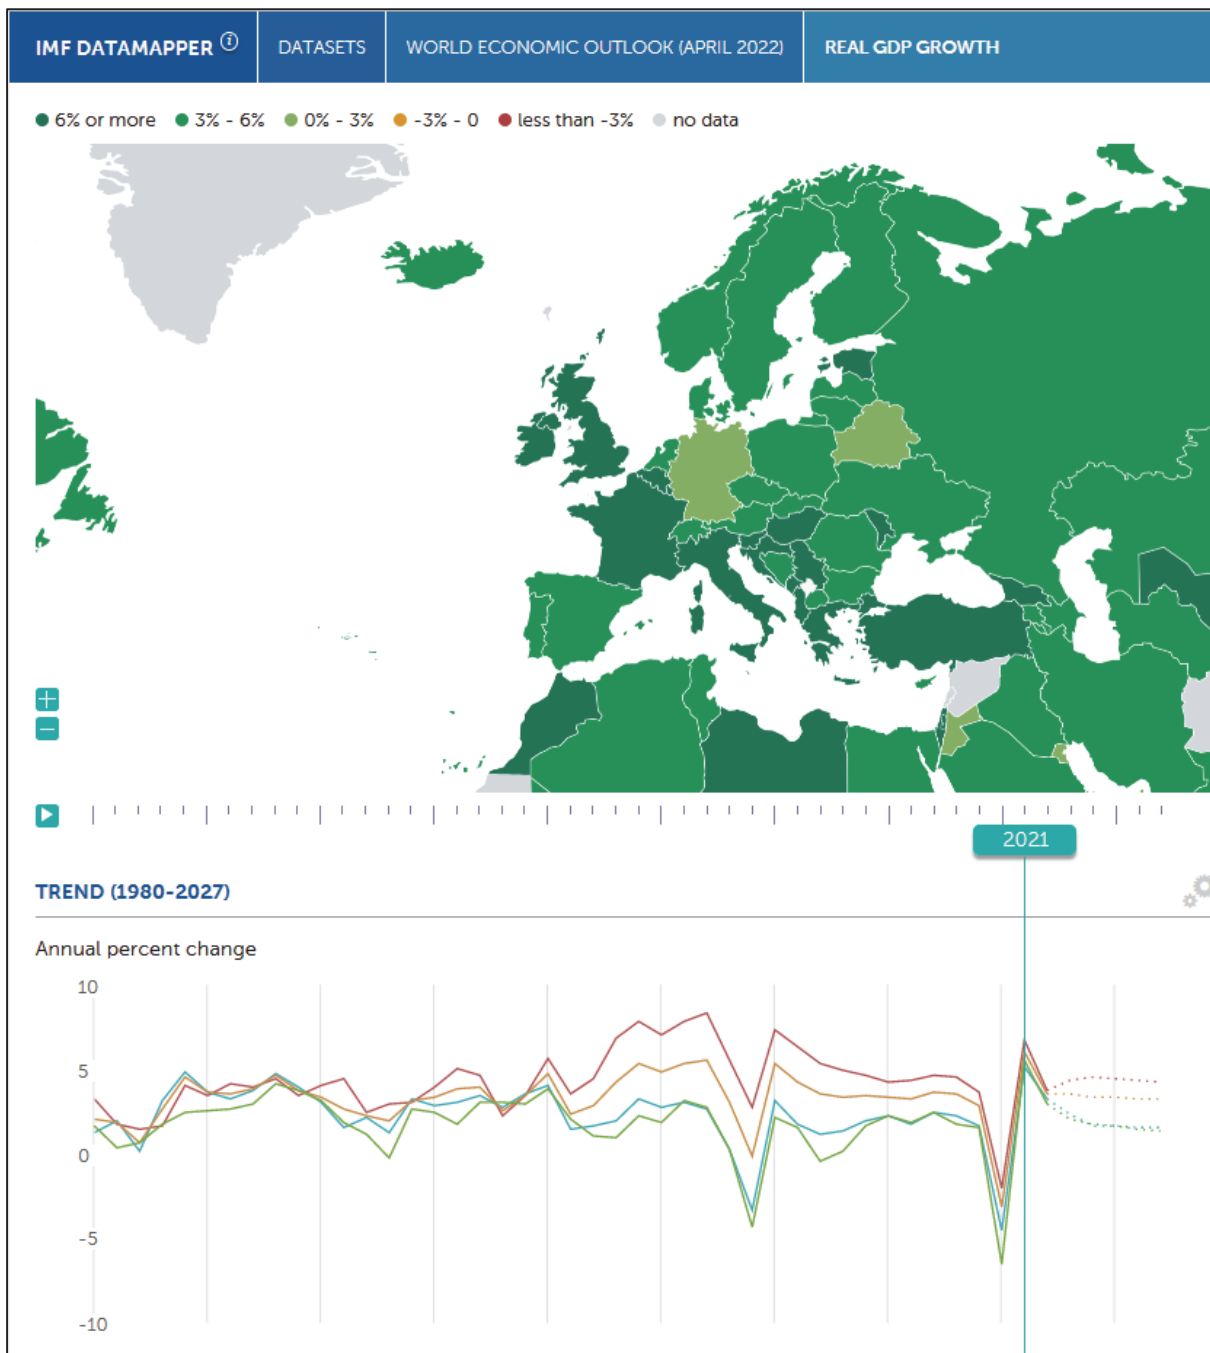 IMF DATAMAPPER i DATASETS WORLD ECONOMIC OUTLOOK (APRIL 2022) REAL GDP GROWTH
6% or more 3% - 6% 0% - 3% -3% - 0 less than -3% no data
2021
TREND (1980-2027)
Annual percent change
10
5
0
-5
-10